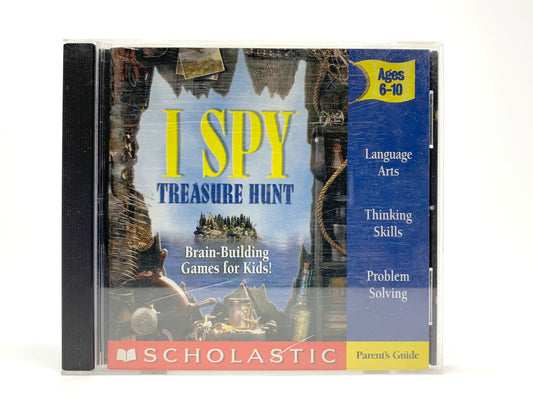 I SPY
TREASURE HUNT
Brain-Building
Games for Kids!
SCHOLASTIC
Ages
6-10
Language
Arts
Thinking
Skills
Problem
Solving
Parent's Guide